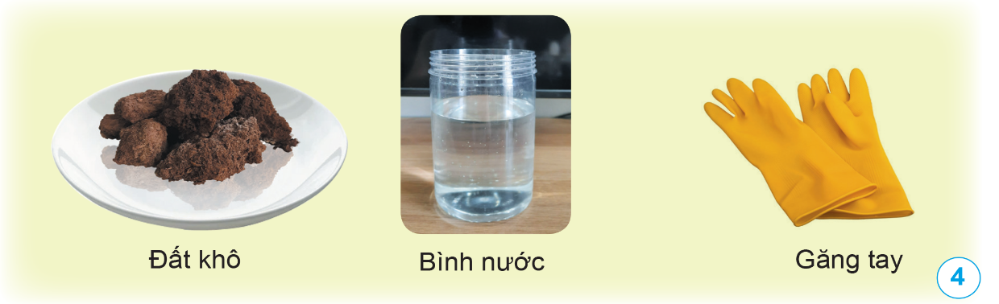 Đất khô
Bình nước
Găng tay
4